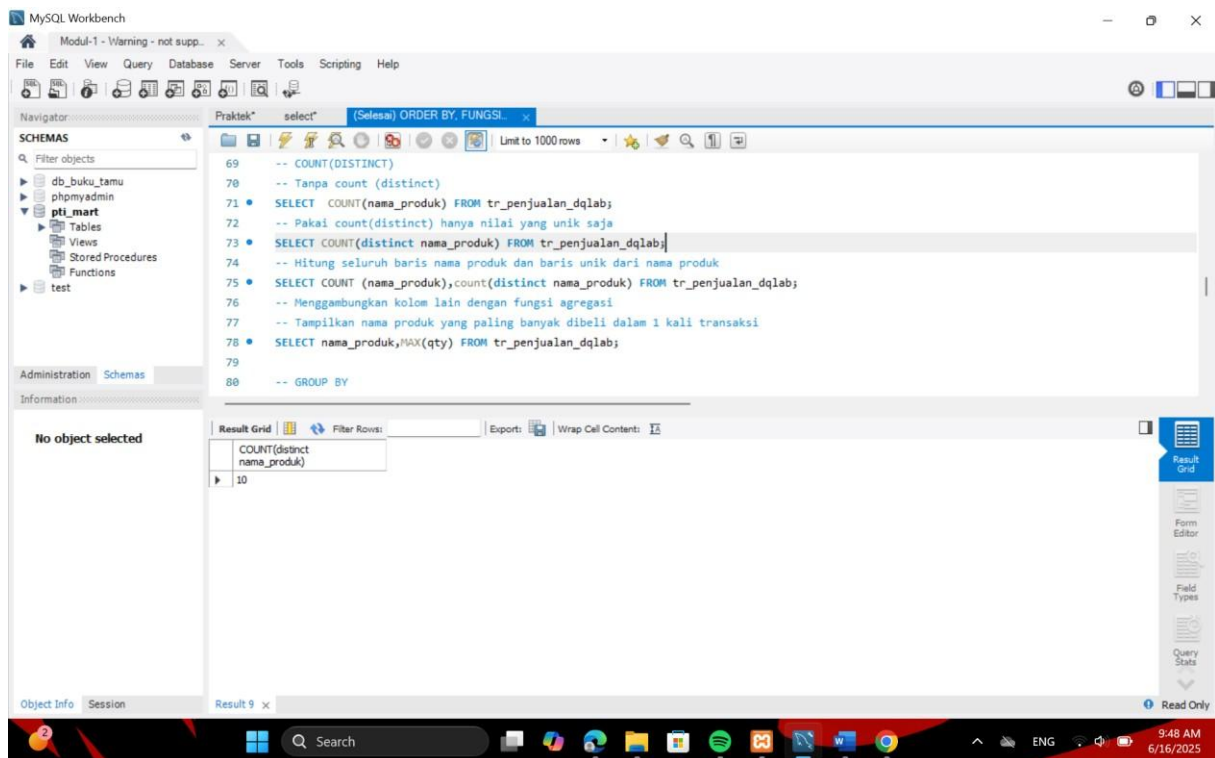 MySQL Workbench
Modul-1 - Warning - not supp..
File Edit View Query Database Server Tools Scripting Help
Navigator
Praktek*
select*
(Selesai) ORDER BY, FUNGSI...
SCHEMAS
Limit to 1000 rows
Filter objects
db_buku_tamu
phpmyadmin
pti_mart
Tables
Views
Stored Procedures
Functions
test
69 -- COUNT(DISTINCT)
70 -- Tanpa count (distinct)
71 SELECT COUNT(nama_produk) FROM tr_penjualan_dqlab;
72 -- Pakai count(distinct) hanya nilai yang unik saja
73 SELECT COUNT(distinct nama_produk) FROM tr_penjualan_dqlab;
74 -- Hitung seluruh baris nama produk dan baris unik dari nama produk
75 SELECT COUNT (nama_produk),count(distinct nama_produk) FROM tr_penjualan_dqlab;
76 -- Menggambungkan kolom lain dengan fungsi agregasi
77 -- Tampilkan nama produk yang paling banyak dibeli dalam 1 kali transaksi
78 SELECT nama_produk,MAX(qty) FROM tr_penjualan_dqlab;
79
80 -- GROUP BY
Administration Schemas
Information
No object selected
Result Grid Filter Rows: Export: Wrap Cell Content:
COUNT(distinct
nama_produk)
10
Result
Grid
Form
Editor
Field
Types
Query
Stats
Object Info Session
Result 9
Read Only
2
Search
ENG
9:48 AM
6/16/2025